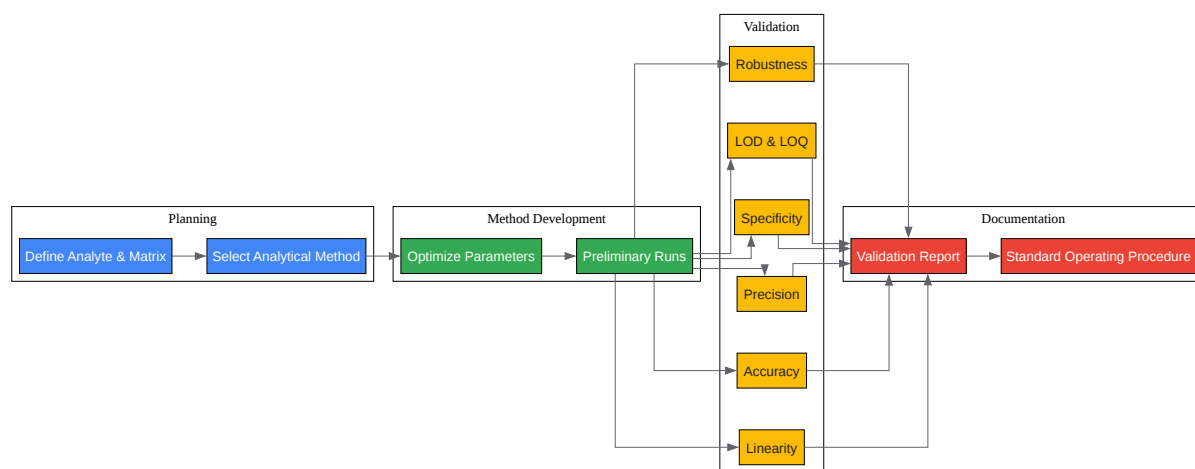 Validation
Robustness
LOD & LOQ
Planning
Method Development
Specificity
Documentation
Define Analyte & Matrix
Select Analytical Method
Optimize Parameters
Preliminary Runs
Validation Report
Standard Operating Procedure
Precision
Accuracy
Linearity